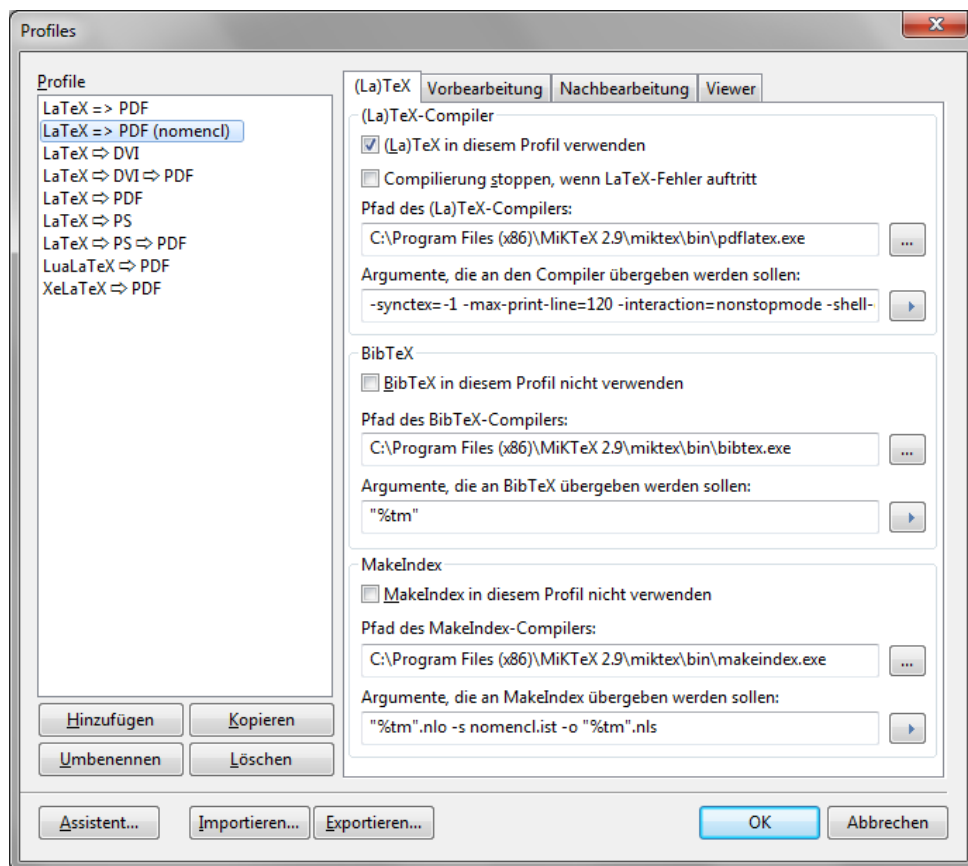 Profiles
Profile
LaTeX => PDF
LaTeX => PDF (nomencl)
LaTeX ⇨ DVI
LaTeX ⇨ DVI ⇨ PDF
LaTeX ⇨ PDF
LaTeX ⇨ PS
LaTeX ⇨ PS ⇨ PDF
LuaLaTeX ⇨ PDF
XeLaTeX ⇨ PDF
Hinzufügen Kopieren
Umbenennen Löschen
(La)TeX Vorbearbeitung Nachbearbeitung Viewer
(La)TeX-Compiler
(La)TeX in diesem Profil verwenden
Compilierung stoppen, wenn LaTeX-Fehler auftritt
Pfad des (La)TeX-Compilers:
C:\Program Files (x86)\MiKTeX 2.9\miktex\bin\pdflatex.exe
...
Argumente, die an den Compiler übergeben werden sollen:
-synctex=-1 -max-print-line=120 -interaction=nonstopmode -shell-
BibTeX
BibTeX in diesem Profil nicht verwenden
Pfad des BibTeX-Compilers:
C:\Program Files (x86)\MiKTeX 2.9\miktex\bin\bibtex.exe
...
Argumente, die an BibTeX übergeben werden sollen:
"%tm"
MakeIndex
MakeIndex in diesem Profil nicht verwenden
Pfad des MakeIndex-Compilers:
C:\Program Files (x86)\MiKTeX 2.9\miktex\bin\makeindex.exe
...
Argumente, die an MakeIndex übergeben werden sollen:
"%tm".nlo -s nomencl.ist -o "%tm".nls
Assistent... Importieren... Exportieren... OK Abbrechen